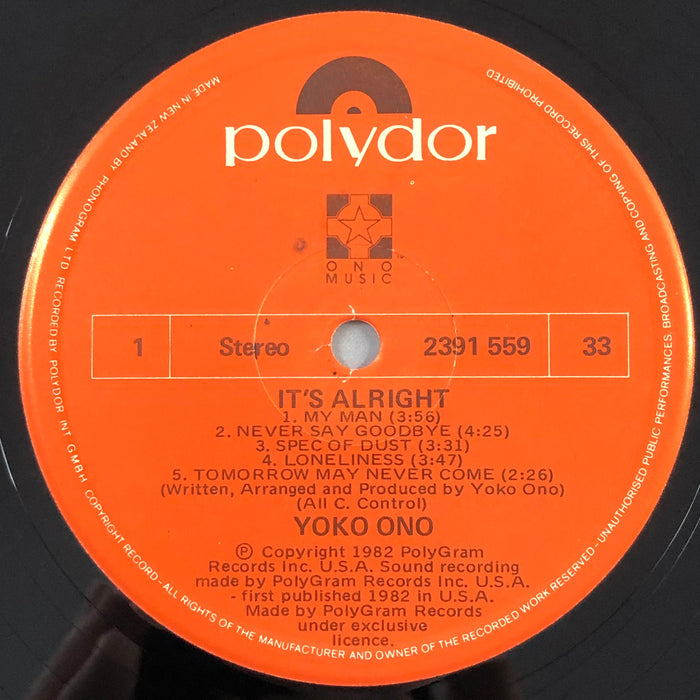 polydor
ONO
MUSIC
1 Stereo 2391 559 33
IT'S ALRIGHT
1. MY MAN (3:56)
2. NEVER SAY GOODBYE (4:25)
3. SPEC OF DUST (3:31)
4. LONELINESS (3:47)
5. TOMORROW MAY NEVER COME (2:26)
(Written, Arranged and Produced by Yoko Ono)
(All C. Control)
YOKO ONO
Ⓟ Copyright 1982 PolyGram
Records Inc. U.S.A. Sound recording
made by PolyGram Records Inc. U.S.A.
- first published 1982 in U.S.A.
Made by PolyGram Records
under exclusive
licence.
MADE IN NEW ZEALAND BY PHONOGRAM LTD RECORDED BY POLYDOR INT GMBH COPYRIGHT RECORD - ALL RIGHTS OF THE MANUFACTURER AND OWNER OF THE RECORDED WORK RESERVED - UNAUTHORISED PUBLIC PERFORMANCES, BROADCASTING AND COPYING OF THIS RECORD PROHIBITED